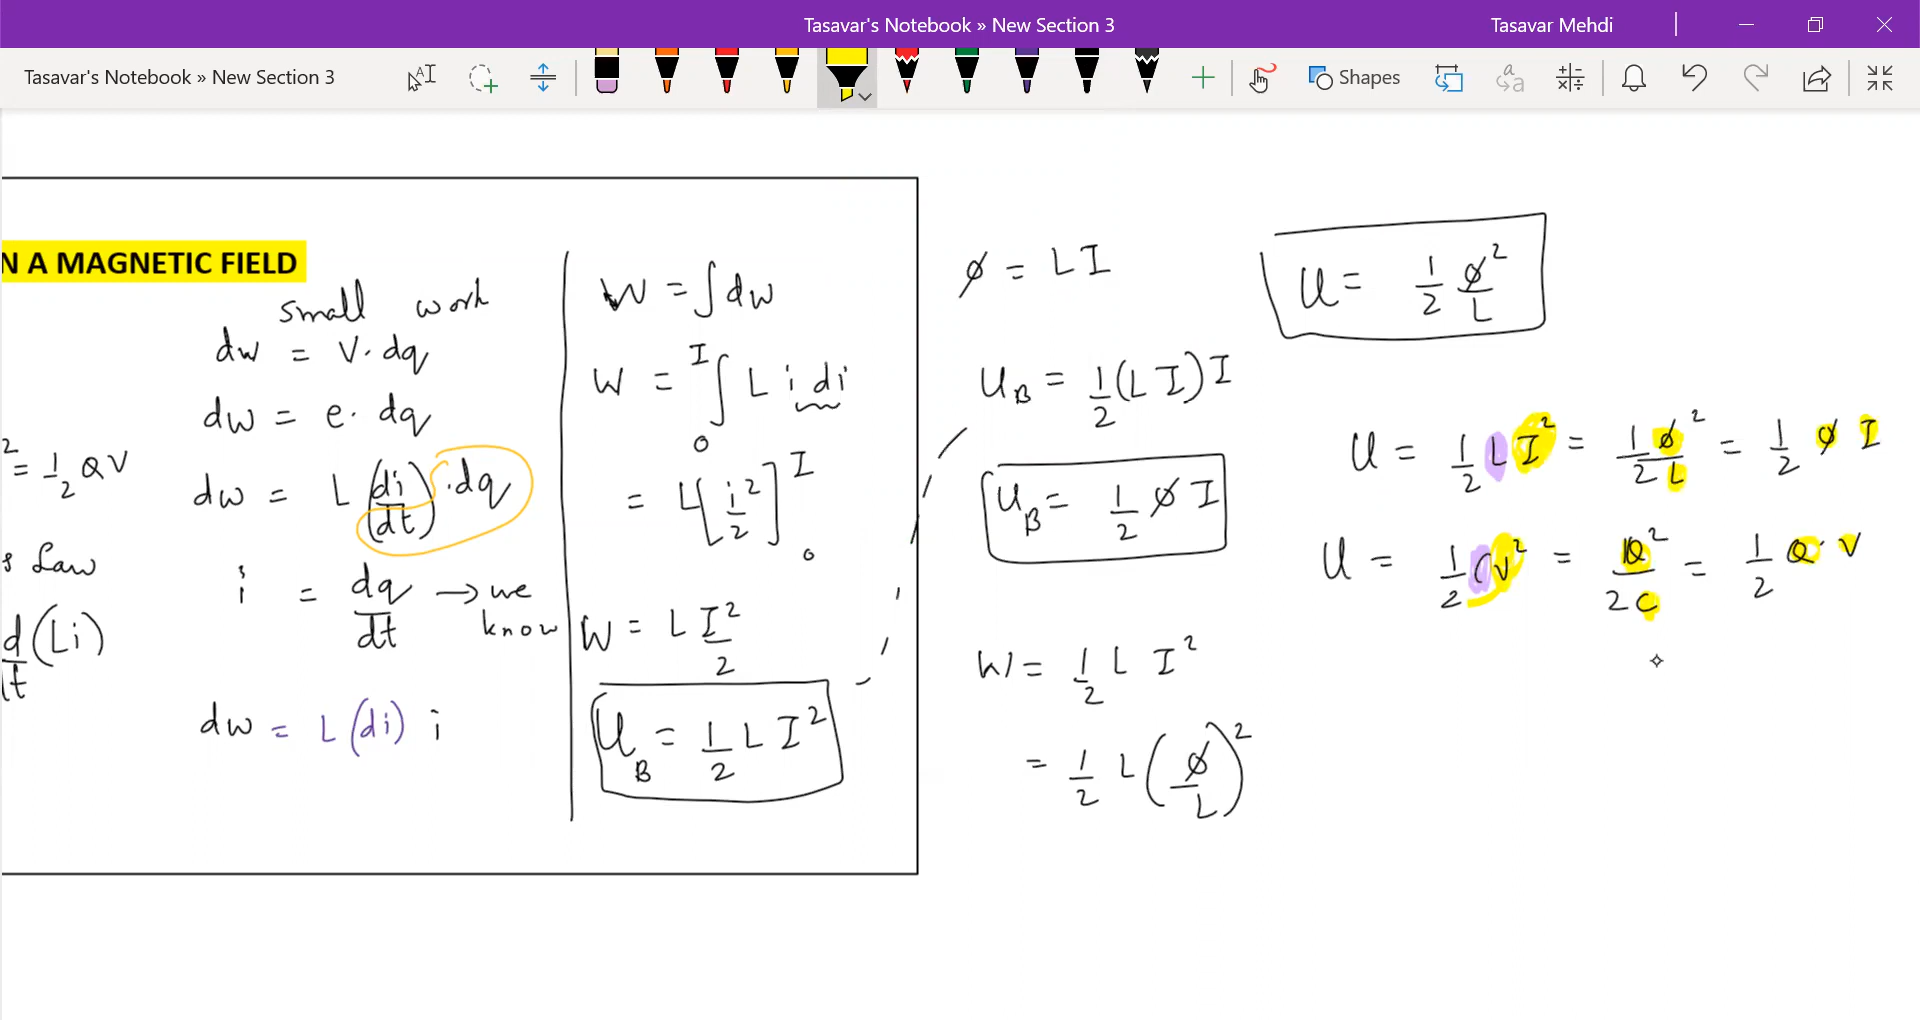 Tasavar's Notebook » New Section 3
Tasavar Mehdi
Tasavar's Notebook » New Section 3
Shapes
N A MAGNETIC FIELD
small work
dw = V. dq
dw = e. dq
dw = L (di/dt) . dq
i = dq/dt → we know
dw = L (di) i
² = 1/2 QV
s Law
d/dt (Li)
W = ∫dw
W = ∫₀ᴵ L i di
= L[i²/2]₀ᴵ
W = L I²/2
U_B = 1/2 L I²
φ = LI
U_B = 1/2 (LI) I
U_B = 1/2 φ I
W = 1/2 L I²
= 1/2 L (φ/L)²
U = 1/2 φ²/L
U = 1/2 L I² = 1/2 φ²/L = 1/2 φ I
U = 1/2 CV² = Q²/2C = 1/2 Q.V